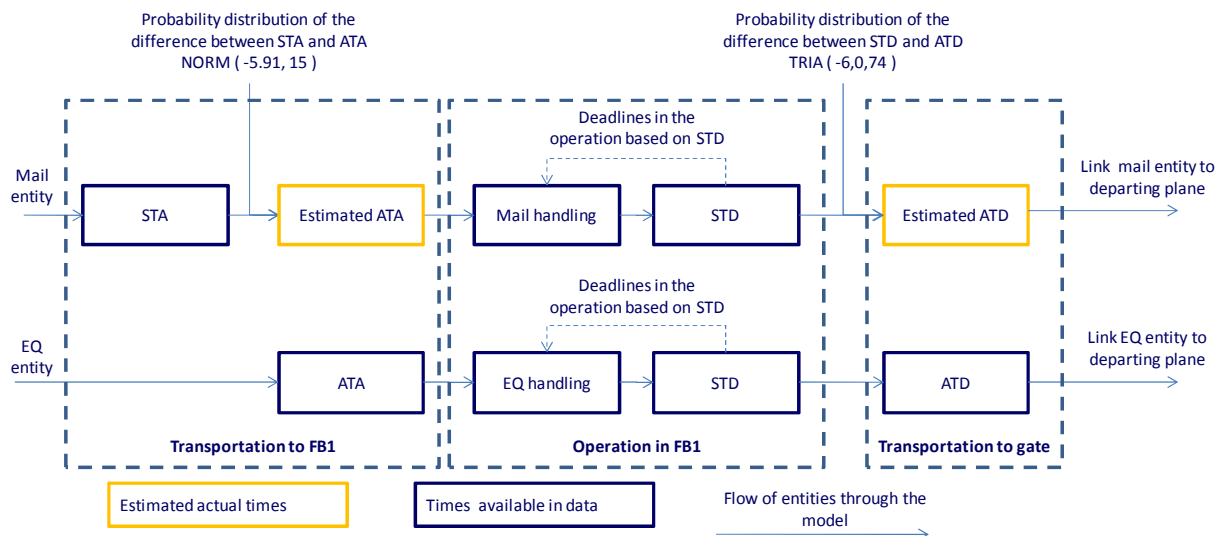 Probability distribution of the
difference between STA and ATA
NORM ( -5.91, 15 )
Probability distribution of the
difference between STD and ATD
TRIA ( -6,0,74 )
Deadlines in the
operation based on STD
Mail
entity
STA
Estimated ATA
Mail handling
STD
Estimated ATD
Link mail entity to
departing plane
Deadlines in the
operation based on STD
EQ
entity
ATA
EQ handling
STD
ATD
Link EQ entity to
departing plane
Transportation to FB1
Operation in FB1
Transportation to gate
Estimated actual times
Times available in data
Flow of entities through the
model